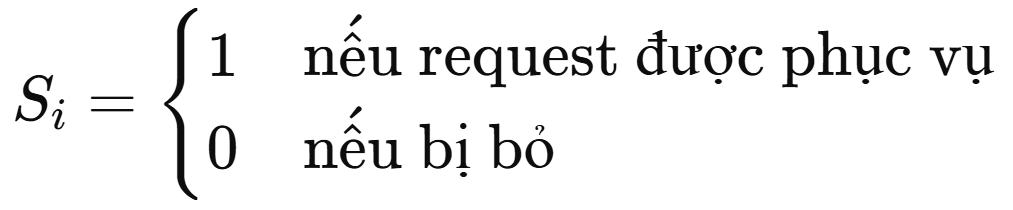 S_i = { 1 nếu request được phục vụ
0 nếu bị bỏ